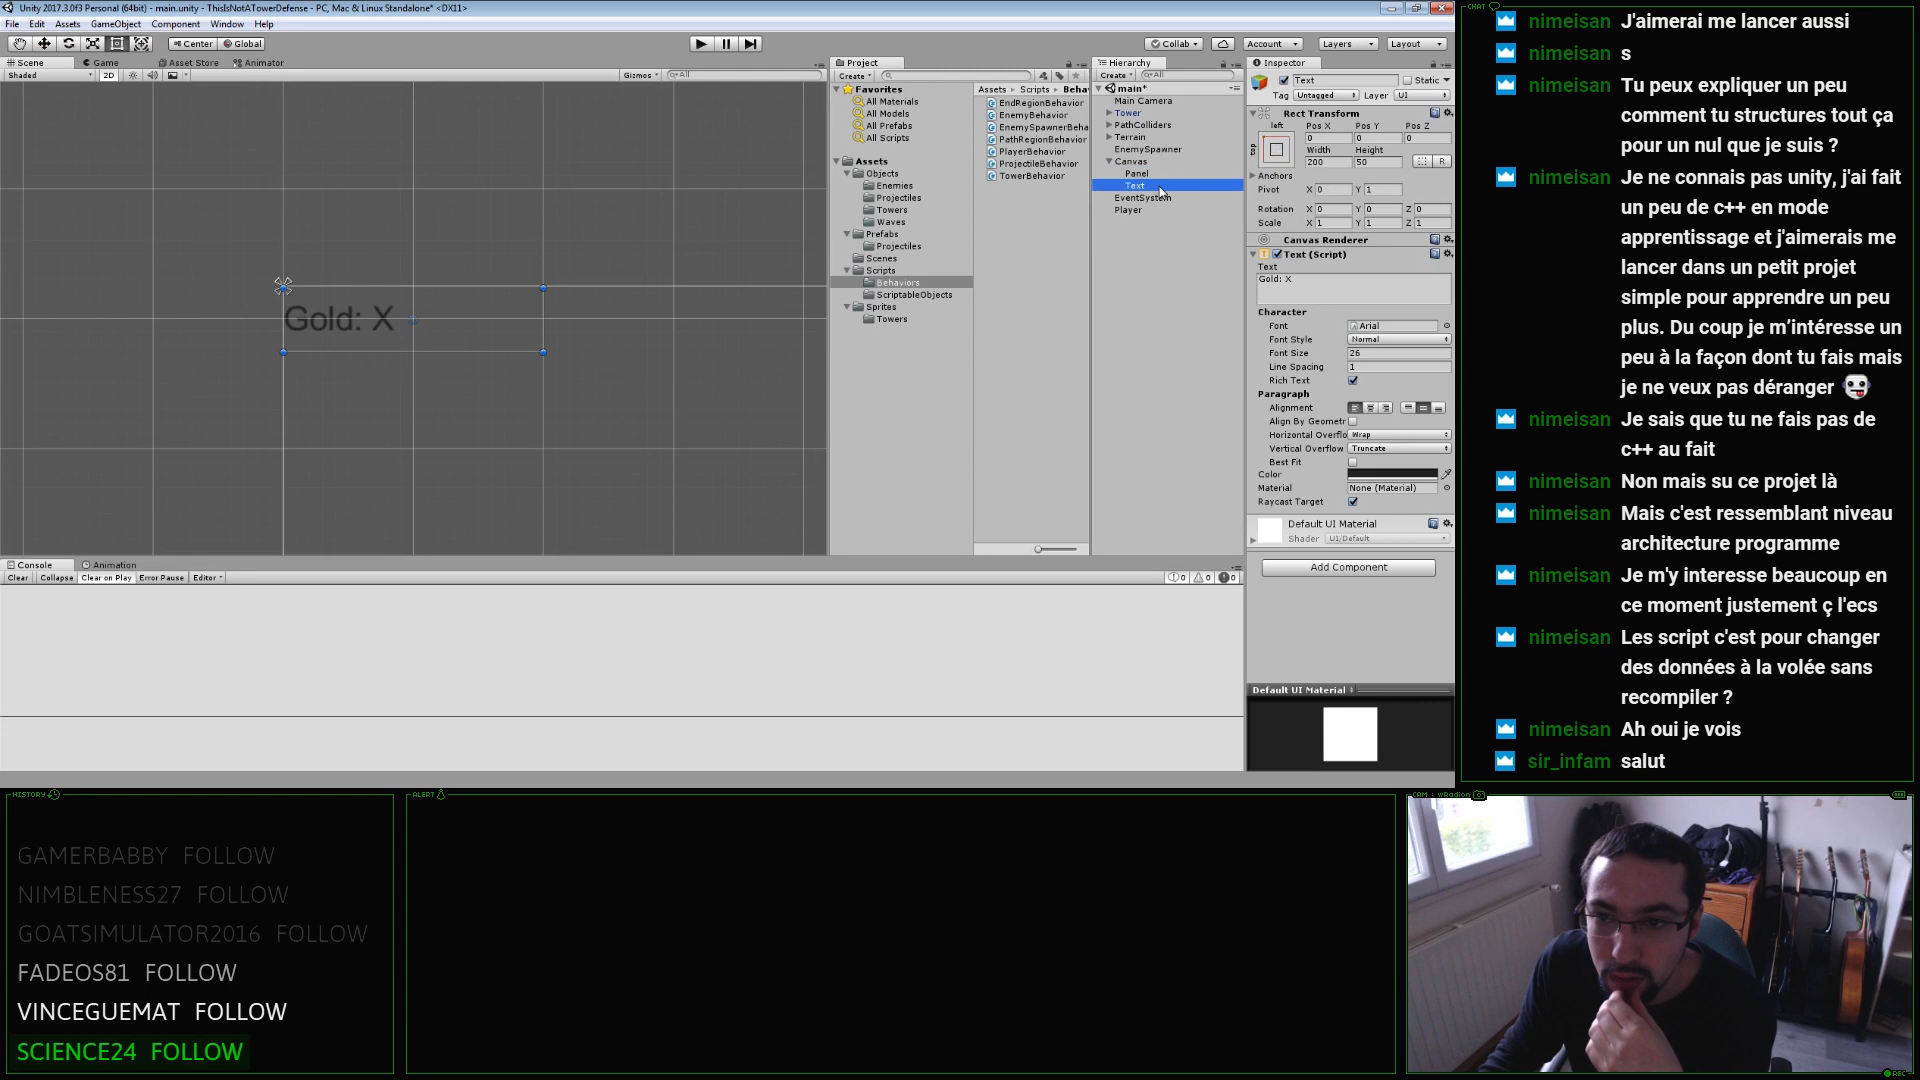 Unity 2017.3.0f3 Personal (64bit) - main.unity - ThisIsNotATowerDefense - PC, Mac & Linux Standalone* <DX11>
File Edit Assets GameObject Component Window Help
Center Global
Collab Account Layers Layout
Scene Game Asset Store Animator
Shaded 2D Gizmos All
Gold: X
Project
Create
Favorites
All Materials
All Models
All Prefabs
All Scripts
Assets
Objects
Enemies
Projectiles
Towers
Waves
Prefabs
Projectiles
Scenes
Scripts
Behaviors
ScriptableObjects
Sprites
Towers
Assets Scripts Behav
EndRegionBehavior
EnemyBehavior
EnemySpawnerBeha
PathRegionBehavior
PlayerBehavior
ProjectileBehavior
TowerBehavior
Hierarchy
Create All
main*
Main Camera
Tower
PathColliders
Terrain
EnemySpawner
Canvas
Panel
Text
EventSystem
Player
Inspector
Text Static
Tag Untagged Layer UI
Rect Transform
left Pos X Pos Y Pos Z
top 0 0 0
Width Height
200 50 R
Anchors
Pivot X 0 Y 1
Rotation X 0 Y 0 Z 0
Scale X 1 Y 1 Z 1
Canvas Renderer
Text (Script)
Text
Gold: X
Character
Font Arial
Font Style Normal
Font Size 26
Line Spacing 1
Rich Text
Paragraph
Alignment
Align By Geometr
Horizontal Overflo Wrap
Vertical Overflow Truncate
Best Fit
Color
Material None (Material)
Raycast Target
Default UI Material
Shader UI/Default
Add Component
Default UI Material
Console Animation
Clear Collapse Clear on Play Error Pause Editor 0 0 0
CHAT
nimeisan J'aimerai me lancer aussi
nimeisan s
nimeisan Tu peux expliquer un peu
comment tu structures tout ça
pour un nul que je suis ?
nimeisan Je ne connais pas unity, j'ai fait
un peu de c++ en mode
apprentissage et j'aimerais me
lancer dans un petit projet
simple pour apprendre un peu
plus. Du coup je m'intéresse un
peu à la façon dont tu fais mais
je ne veux pas déranger
nimeisan Je sais que tu ne fais pas de
c++ au fait
nimeisan Non mais su ce projet là
nimeisan Mais c'est ressemblant niveau
architecture programme
nimeisan Je m'y interesse beaucoup en
ce moment justement ç l'ecs
nimeisan Les script c'est pour changer
des données à la volée sans
recompiler ?
nimeisan Ah oui je vois
sir_infam salut
HISTORY
GAMERBABBY FOLLOW
NIMBLENESS27 FOLLOW
GOATSIMULATOR2016 FOLLOW
FADEOS81 FOLLOW
VINCEGUEMAT FOLLOW
SCIENCE24 FOLLOW
ALERT
CAM : wRadion
REC